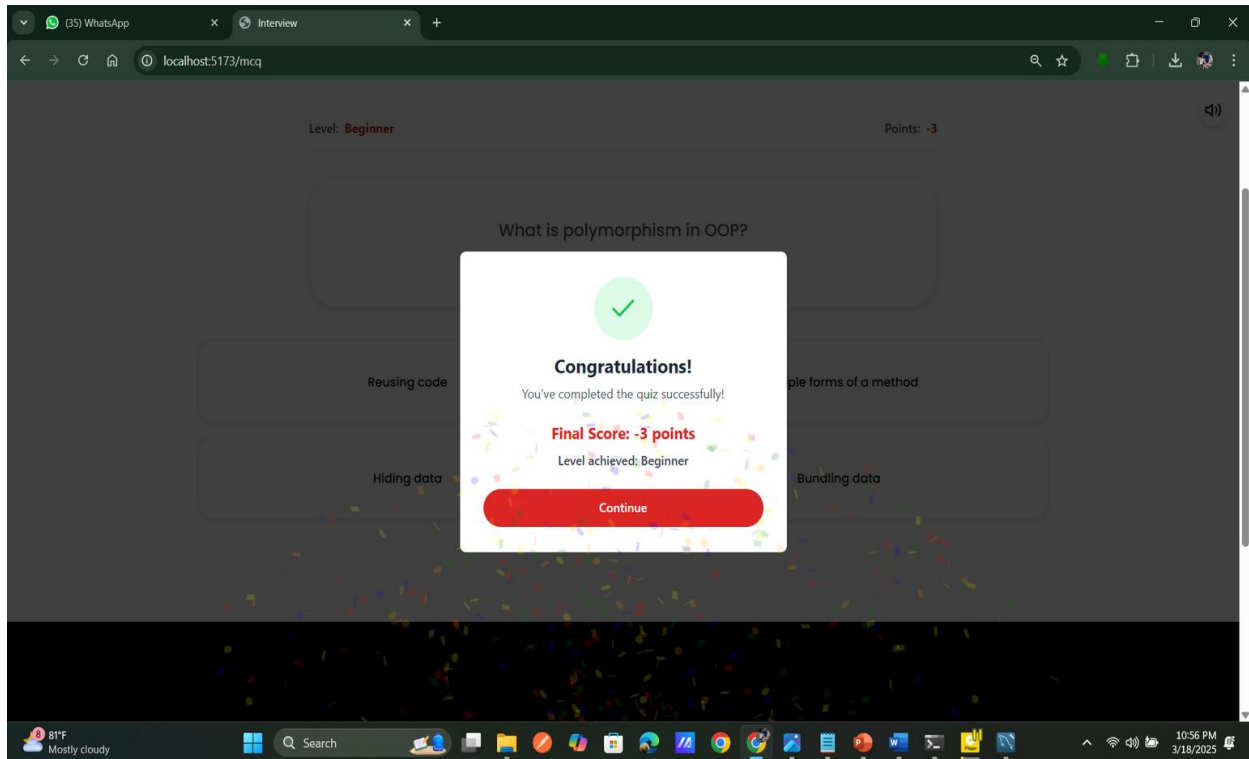 (35) WhatsApp
Interview
localhost:5173/mcq
Level: Beginner
Points: -3
What is polymorphism in OOP?
Congratulations!
You've completed the quiz successfully!
Final Score: -3 points
Level achieved: Beginner
Continue
Reusing code
ple forms of a method
Hiding data
Bundling data
8
81°F
Mostly cloudy
Search
10:56 PM
3/18/2025